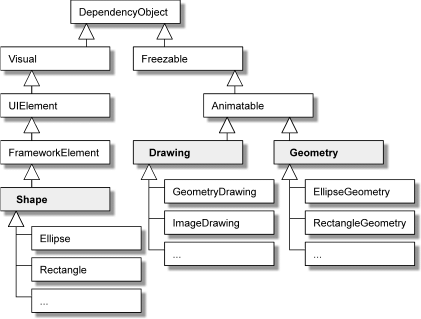 DependencyObject
Visual
Freezable
UIElement
Animatable
FrameworkElement
Drawing
Geometry
Shape
GeometryDrawing
EllipseGeometry
ImageDrawing
RectangleGeometry
Ellipse
...
...
Rectangle
...